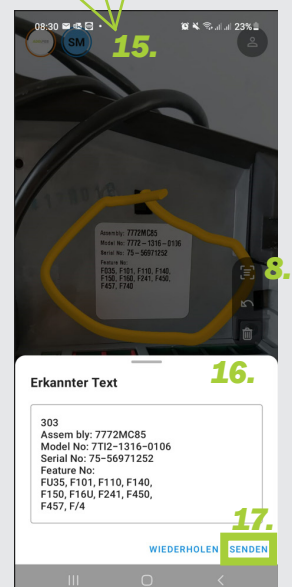 08:30
23%
15.
SM
Assembly: 7772MC85
Model No: 7772-1316-0106
Serial No: 75-56971252
Feature No:
F035, F101, F110, F140,
F150, F160, F241, F450,
F457, F740
8.
Erkannter Text
16.
303
Assem bly: 7772MC85
Model No: 7TI2-1316-0106
Serial No: 75-56971252
Feature No:
FU35, F101, F110, F140,
F150, F16U, F241, F450,
F457, F/4
17.
WIEDERHOLEN SENDEN